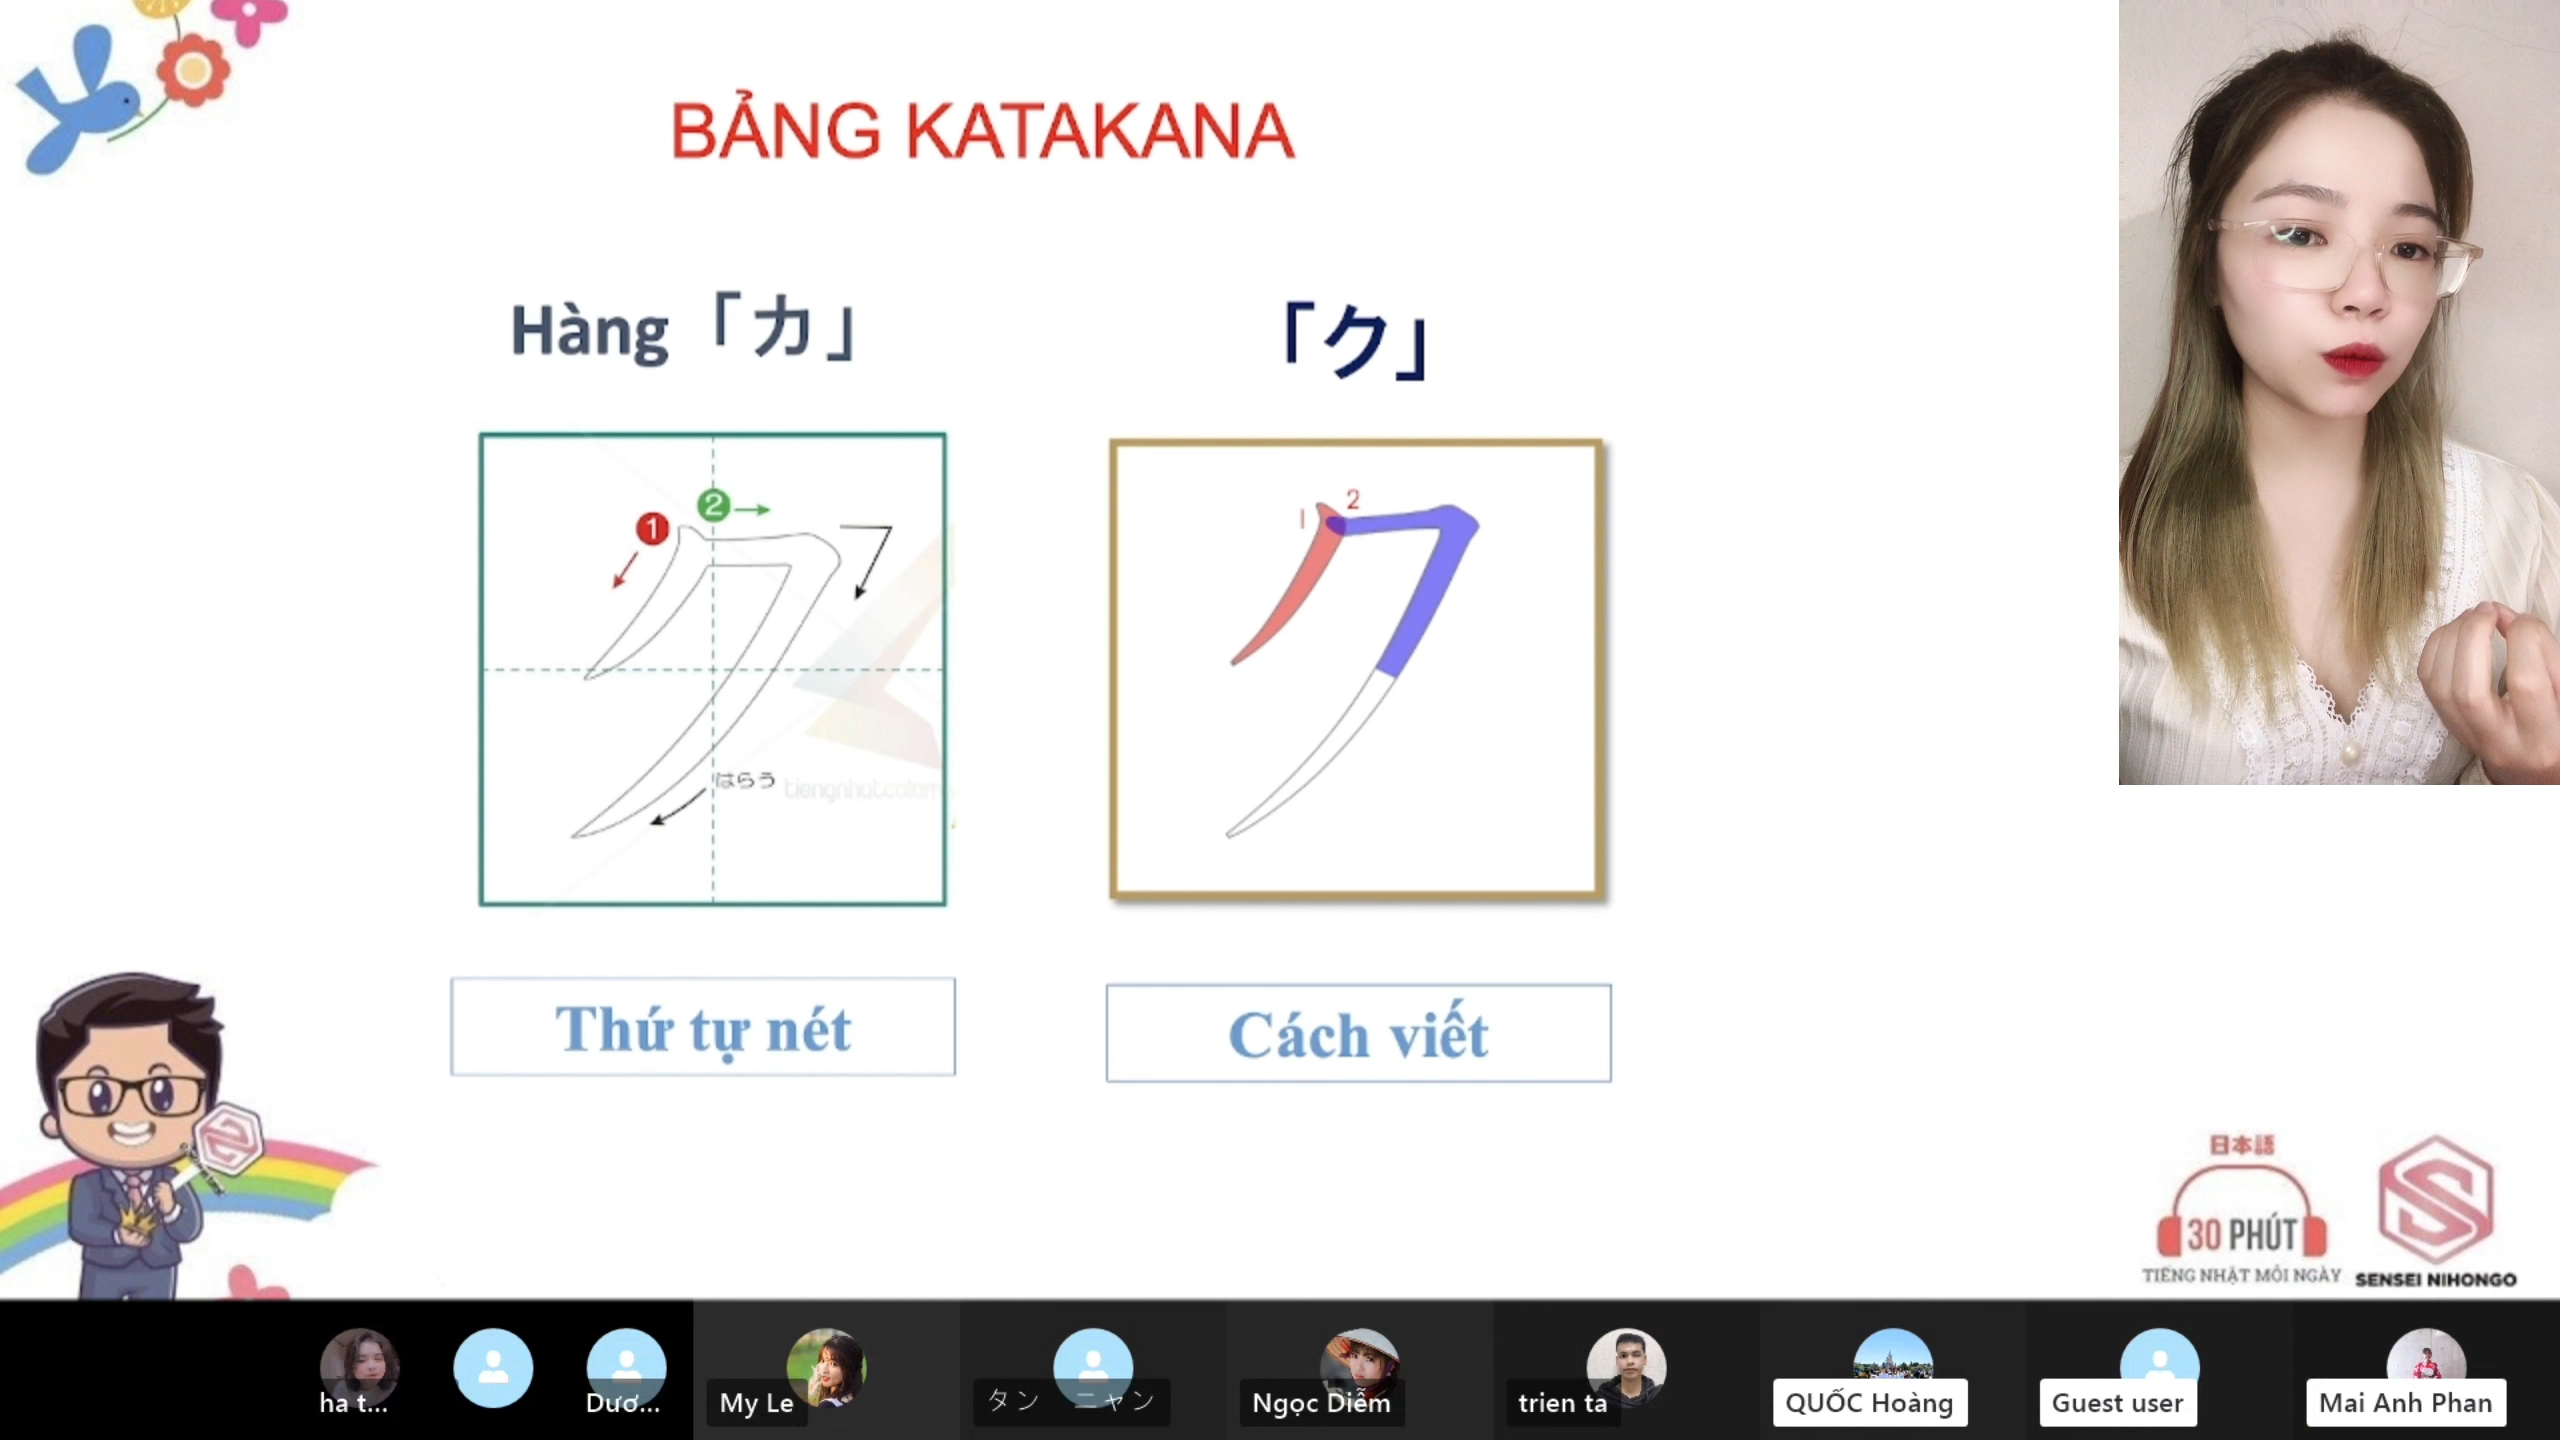 BẢNG KATAKANA
Hàng「カ」
「ク」
1
2
はらう
tiengnhatcolam
1
2
Thứ tự nét
Cách viết
日本語
30 PHÚT
TIẾNG NHẬT MỖI NGÀY
SENSEI NIHONGO
ha t...
Dươ...
My Le
タン ニャン
Ngọc Diễm
trien ta
QUỐC Hoàng
Guest user
Mai Anh Phan